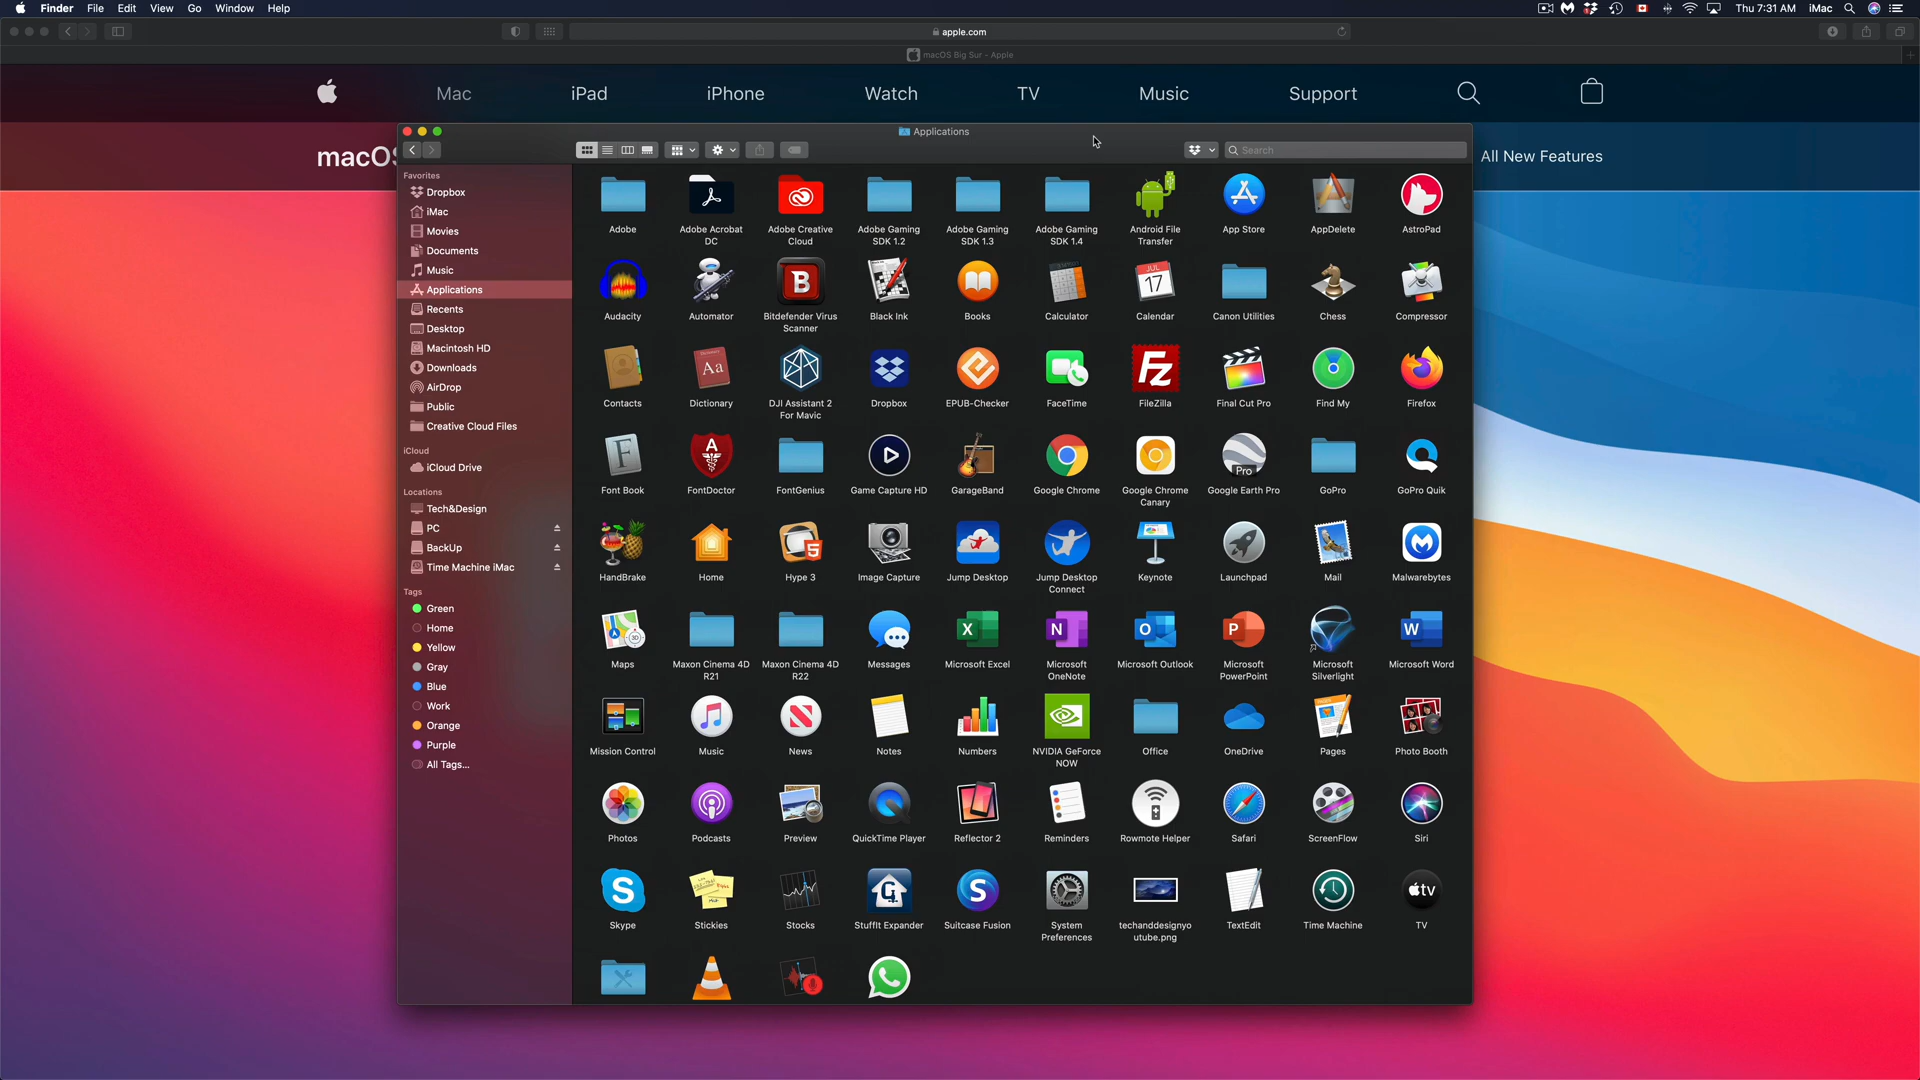 Finder File Edit View Go Window Help Thu 7:31 AM iMac
apple.com
macOS Big Sur - Apple
Mac iPad iPhone Watch TV Music Support
macOS All New Features
Applications
Search
Favorites
Dropbox
iMac
Movies
Documents
Music
Applications
Recents
Desktop
Macintosh HD
Downloads
AirDrop
Public
Creative Cloud Files
iCloud
iCloud Drive
Locations
Tech&Design
PC
BackUp
Time Machine iMac
Tags
Green
Home
Yellow
Gray
Blue
Work
Orange
Purple
All Tags...
Adobe Adobe Acrobat Adobe Creative Adobe Gaming Adobe Gaming Adobe Gaming Android File App Store AppDelete AstroPad
DC Cloud SDK 1.2 SDK 1.3 SDK 1.4 Transfer
B JUL
17
Audacity Automator Bitdefender Virus Black Ink Books Calculator Calendar Canon Utilities Chess Compressor
Scanner
Aa Fz
Contacts Dictionary DJI Assistant 2 Dropbox EPUB-Checker FaceTime FileZilla Final Cut Pro Find My Firefox
For Mavic
F A Pro
Font Book FontDoctor FontGenius Game Capture HD GarageBand Google Chrome Google Chrome Google Earth Pro GoPro GoPro Quik
Canary
5
HandBrake Home Hype 3 Image Capture Jump Desktop Jump Desktop Keynote Launchpad Mail Malwarebytes
Connect
3D X N O P W
Maps Maxon Cinema 4D Maxon Cinema 4D Messages Microsoft Excel Microsoft Microsoft Outlook Microsoft Microsoft Microsoft Word
R21 R22 OneNote PowerPoint Silverlight
Mission Control Music News Notes Numbers NVIDIA GeForce Office OneDrive Pages Photo Booth
NOW
Photos Podcasts Preview QuickTime Player Reflector 2 Reminders Rowmote Helper Safari ScreenFlow Siri
S S tv
Skype Stickies Stocks StuffIt Expander Suitcase Fusion System techanddesignyo TextEdit Time Machine TV
Preferences utube.png